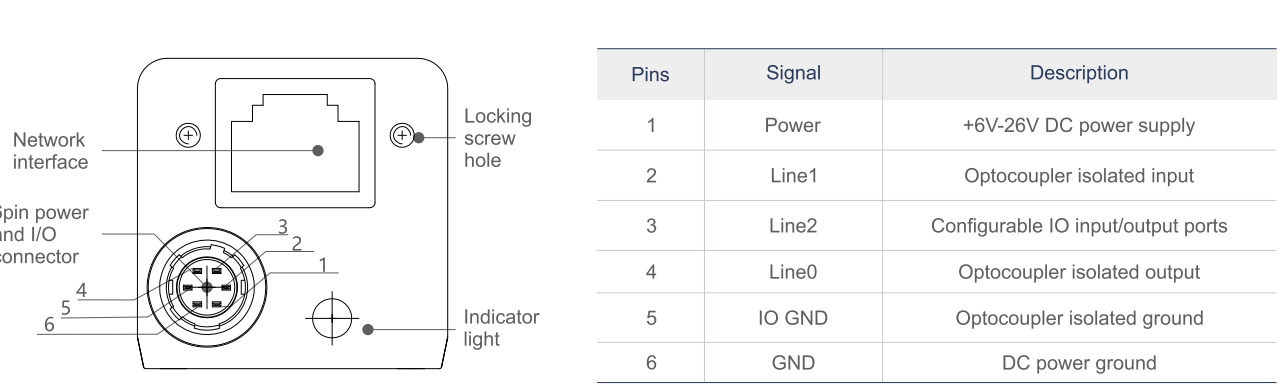 Network
interface
Locking
screw
hole
6pin power
and I/O
connector
3
2
1
4
5
6
Indicator
light
Pins Signal Description
1 Power +6V-26V DC power supply
2 Line1 Optocoupler isolated input
3 Line2 Configurable IO input/output ports
4 Line0 Optocoupler isolated output
5 IO GND Optocoupler isolated ground
6 GND DC power ground